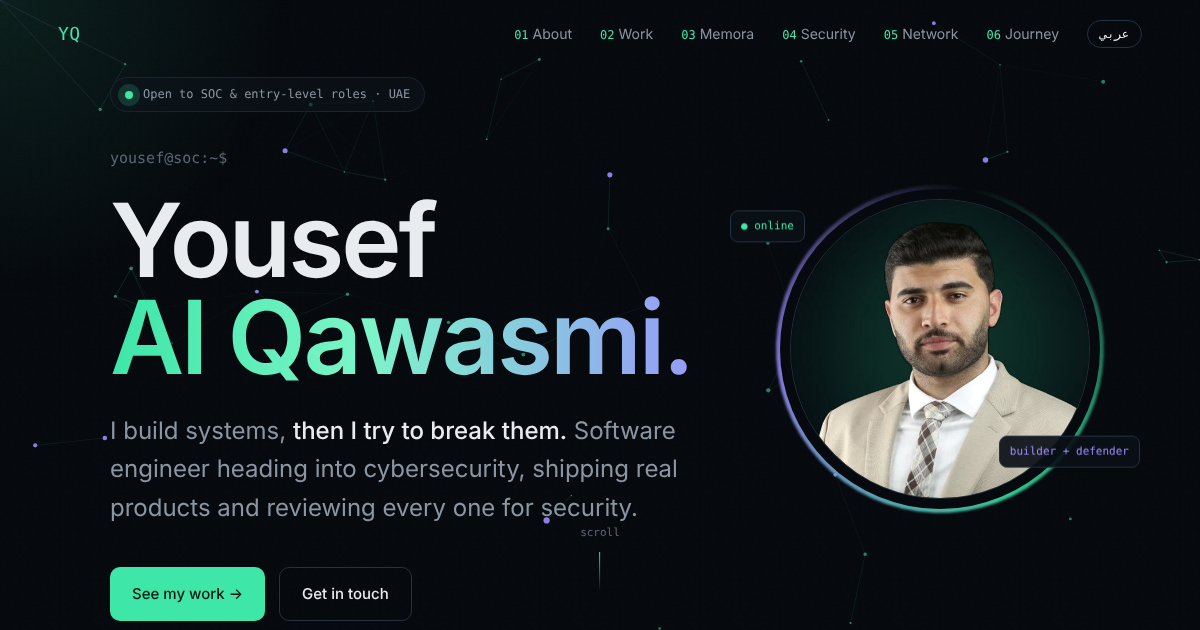 YQ
01 About
02 Work
03 Memora
04 Security
05 Network
06 Journey
عربي
Open to SOC & entry-level roles · UAE
yousef@soc:~$
Yousef
Al Qawasmi.
online
I build systems, then I try to break them. Software
engineer heading into cybersecurity, shipping real
products and reviewing every one for security.
builder + defender
scroll
See my work →
Get in touch